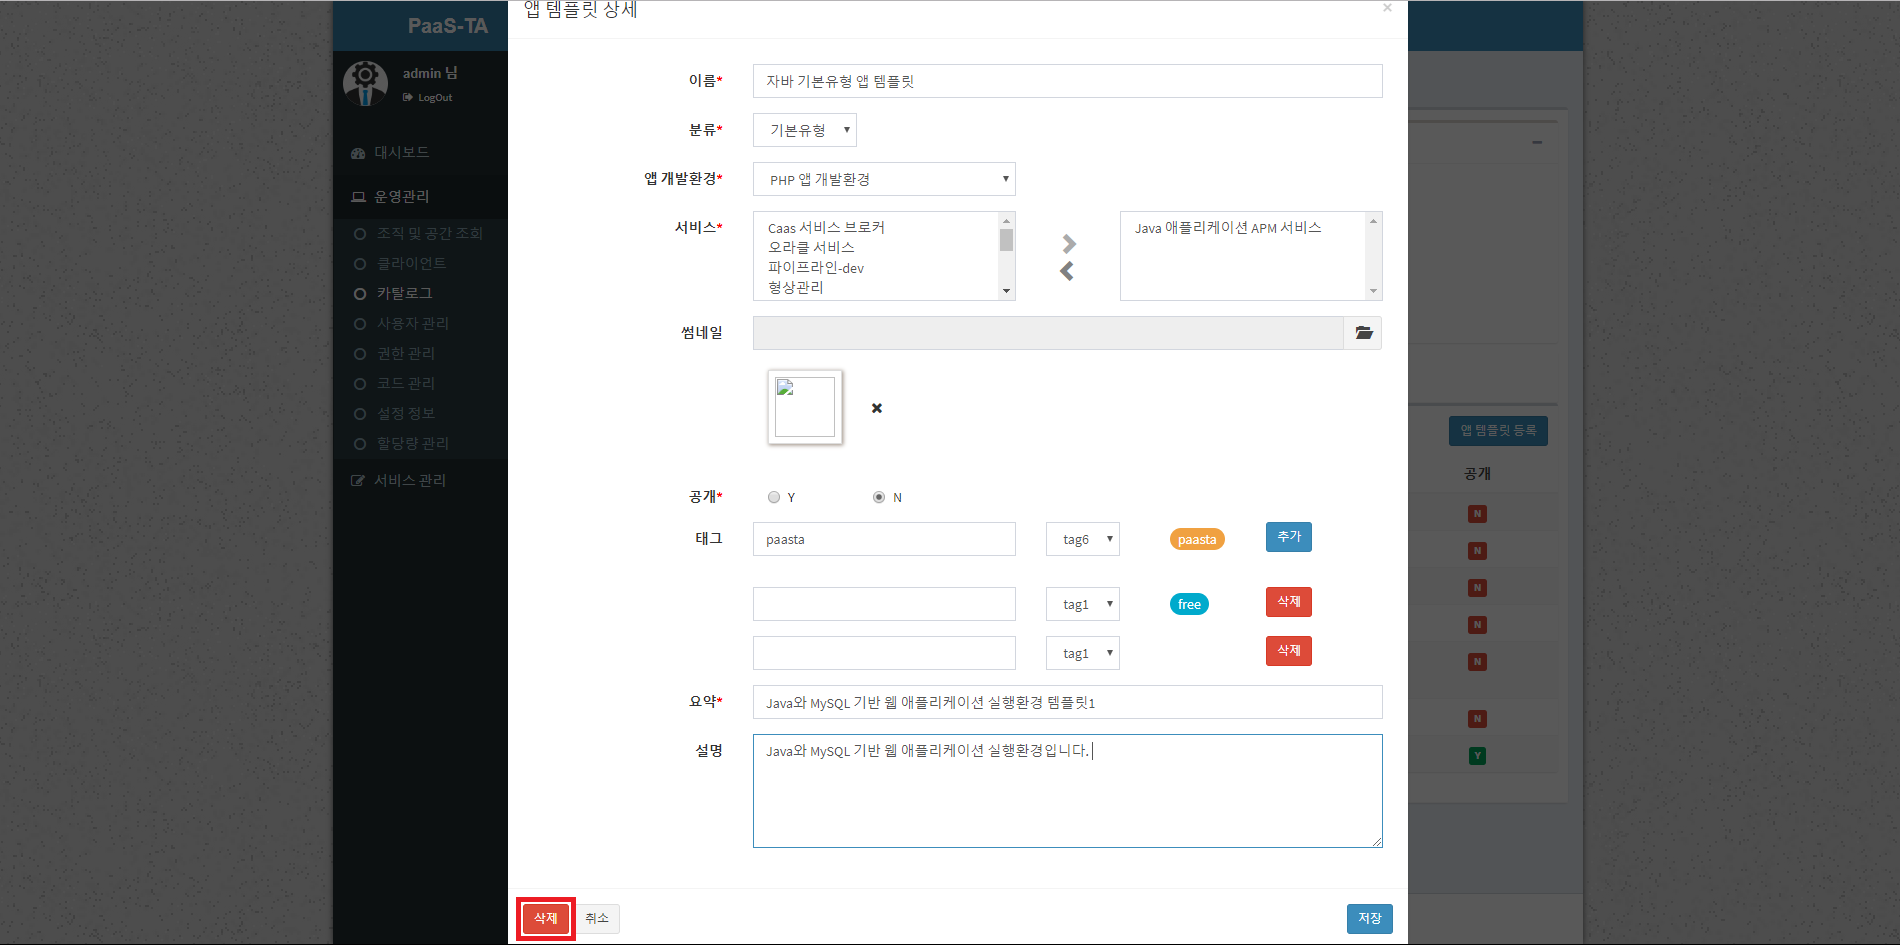 PaaS-TA
admin 님
LogOut
대시보드
운영관리
조직 및 공간 조회
클라이언트
카탈로그
사용자 관리
권한 관리
코드 관리
설정 정보
할당량 관리
서비스 관리
앱 템플릿 상세
×
이름*
자바 기본유형 앱 템플릿
분류*
기본유형
앱 개발환경*
PHP 앱 개발환경
서비스*
Caas 서비스 브로커
오라클 서비스
파이프라인-dev
형상관리
Java 애플리케이션 APM 서비스
썸네일
공개*
Y
N
태그
paasta
tag6
paasta
추가
tag1
free
삭제
tag1
삭제
요약*
Java와 MySQL 기반 웹 애플리케이션 실행환경 템플릿1
설명
Java와 MySQL 기반 웹 애플리케이션 실행환경입니다.
삭제
취소
저장
앱 템플릿 등록
공개
N
N
N
N
N
N
Y